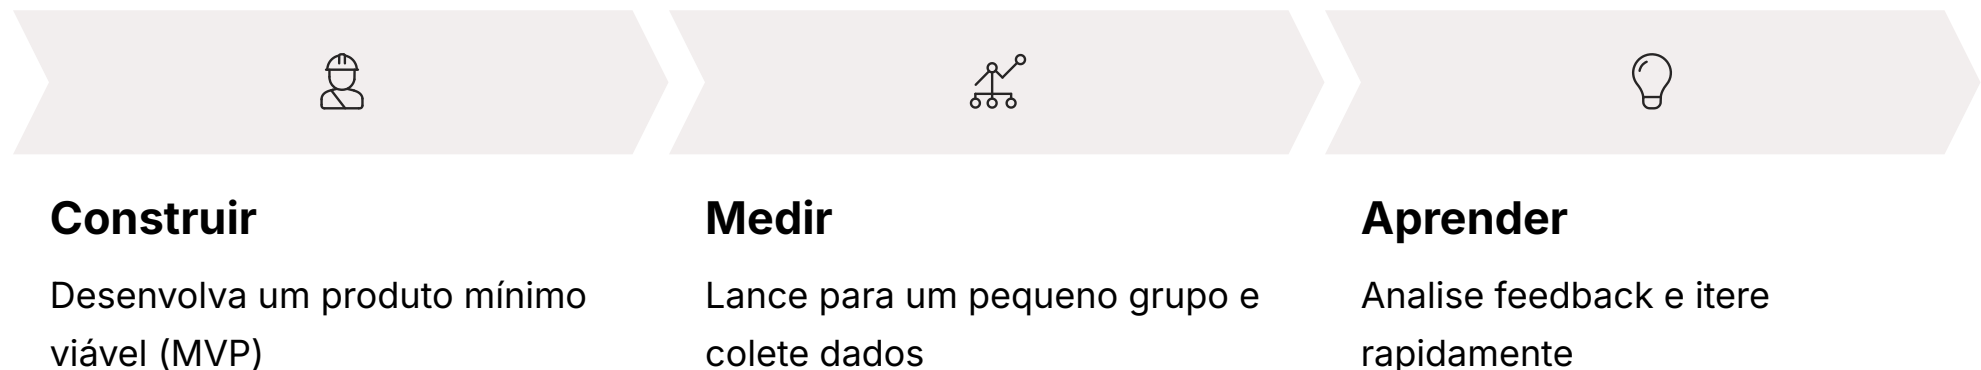 Construir
Desenvolva um produto mínimo
viável (MVP)
Medir
Lance para um pequeno grupo e
colete dados
Aprender
Analise feedback e itere
rapidamente